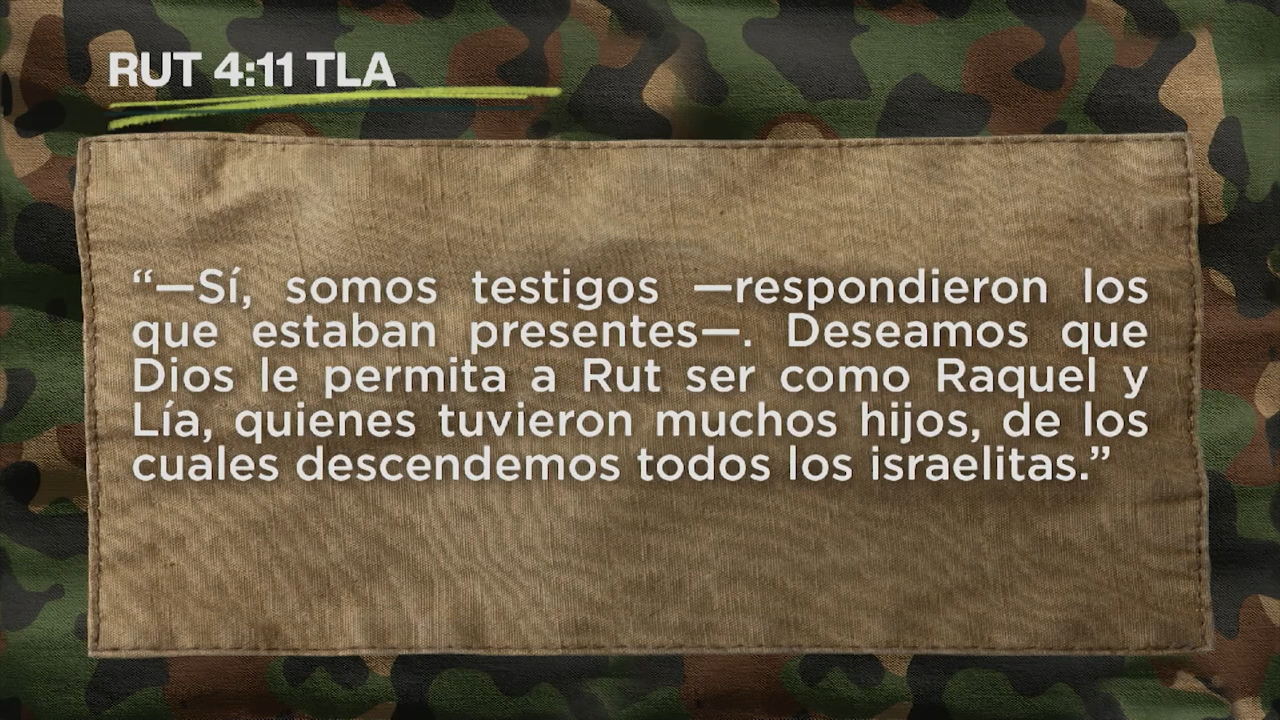 RUT 4:11 TLA
“—Sí, somos testigos —respondieron los
que estaban presentes—. Deseamos que
Dios le permita a Rut ser como Raquel y
Lía, quienes tuvieron muchos hijos, de los
cuales descendemos todos los israelitas.”